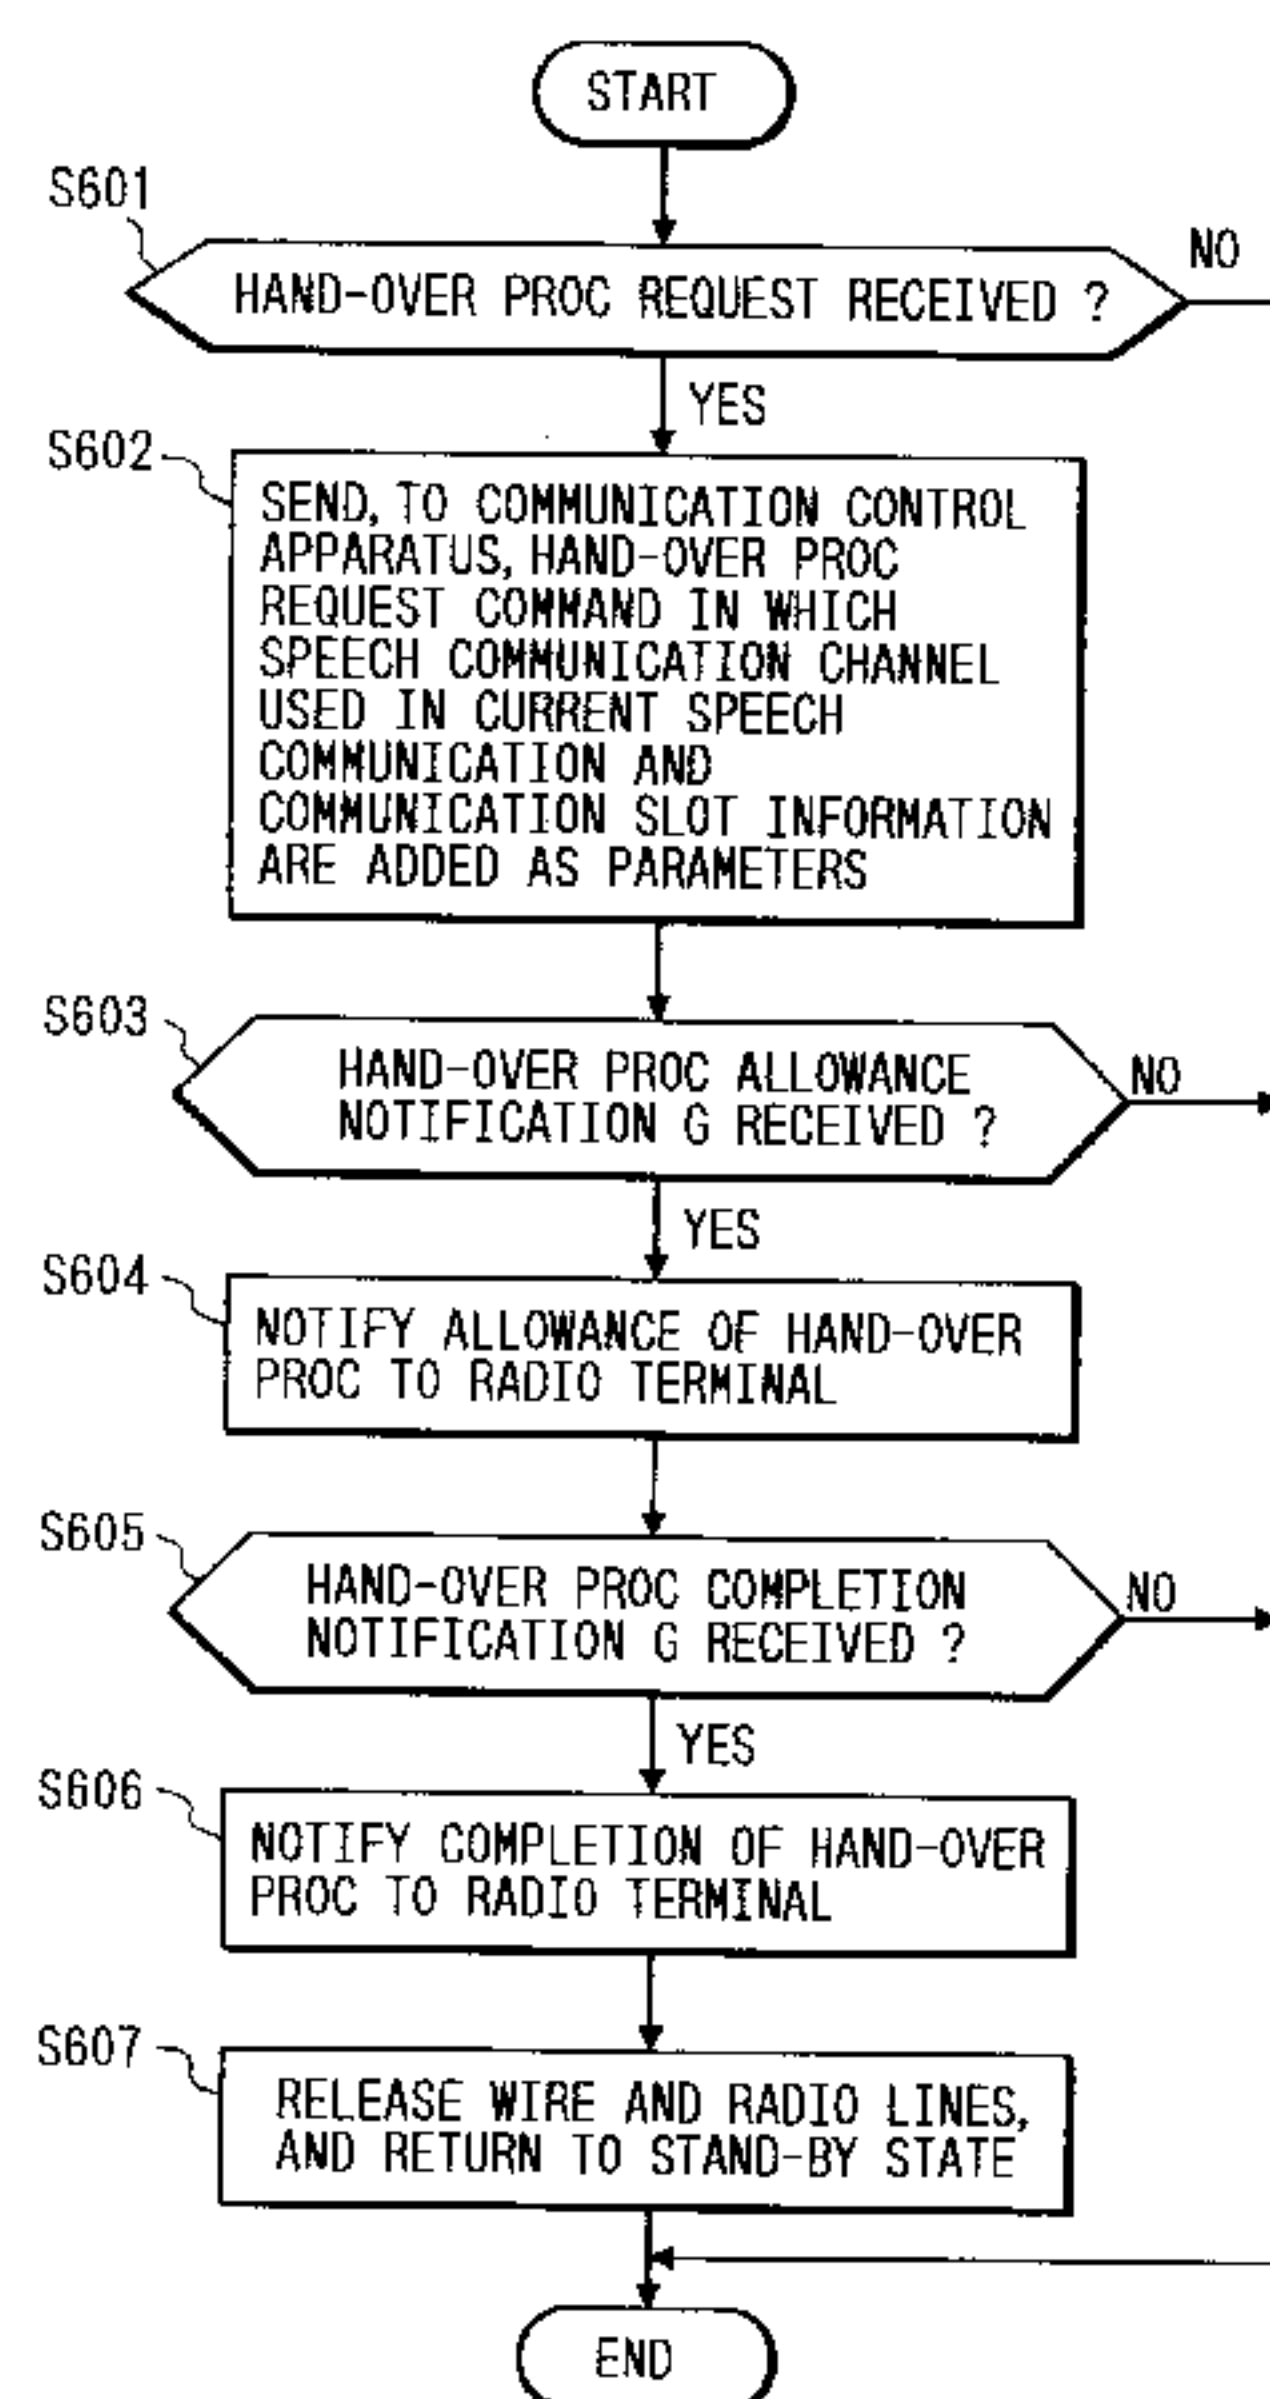 START
S601
HAND-OVER PROC REQUEST RECEIVED ?
NO
YES
S602
SEND, TO COMMUNICATION CONTROL
APPARATUS, HAND-OVER PROC
REQUEST COMMAND IN WHICH
SPEECH COMMUNICATION CHANNEL
USED IN CURRENT SPEECH
COMMUNICATION AND
COMMUNICATION SLOT INFORMATION
ARE ADDED AS PARAMETERS
S603
HAND-OVER PROC ALLOWANCE
NOTIFICATION G RECEIVED ?
NO
YES
S604
NOTIFY ALLOWANCE OF HAND-OVER
PROC TO RADIO TERMINAL
S605
HAND-OVER PROC COMPLETION
NOTIFICATION G RECEIVED ?
NO
YES
S606
NOTIFY COMPLETION OF HAND-OVER
PROC TO RADIO TERMINAL
S607
RELEASE WIRE AND RADIO LINES,
AND RETURN TO STAND-BY STATE
END